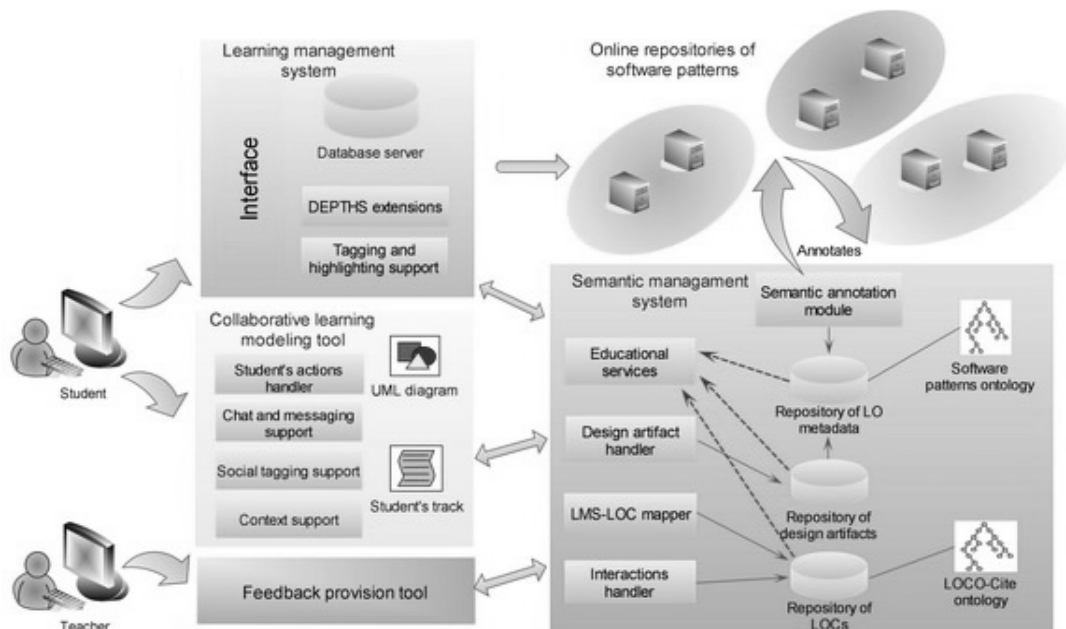 Learning management
system
Interface
Database server
DEPTHS extensions
Tagging and
highlighting support
Online repositories of
software patterns
Annotates
Student
Collaborative learning
modeling tool
Student's actions
handler
UML diagram
Chat and messaging
support
Social tagging support
Student's track
Context support
Teacher
Feedback provision tool
Semantic managament
system
Semantic annotation
module
Educational
services
Software
patterns ontology
Repository of LO
metadata
Design artifact
handler
LMS-LOC mapper
Repository of
design artifacts
Interactions
handler
LOCO-Cite
ontology
Repository of
LOCs